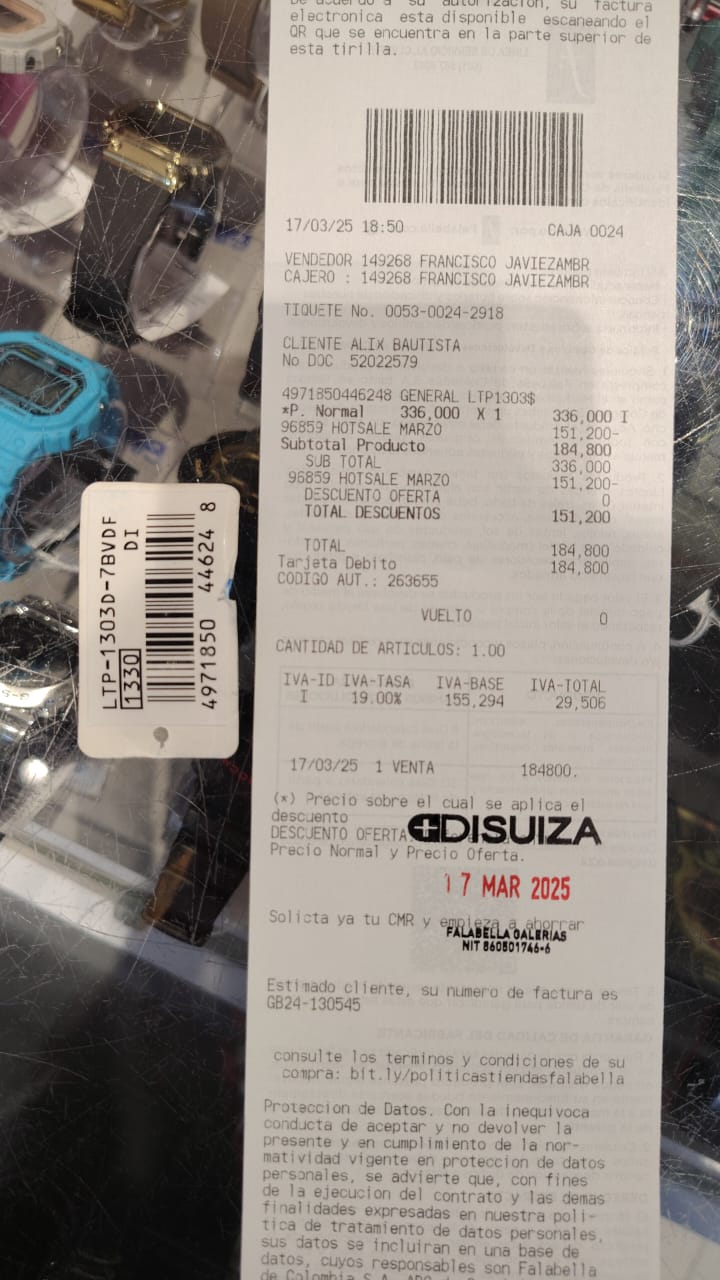 De acuerdo a su autorizacion, su factura
electronica esta disponible escaneando el
QR que se encuentra en la parte superior de
esta tirilla.
17/03/25 18:50 CAJA 0024
VENDEDOR 149268 FRANCISCO JAVIEZAMBR
CAJERO : 149268 FRANCISCO JAVIEZAMBR
TIQUETE No. 0053-0024-2918
CLIENTE ALIX BAUTISTA
No DOC 52022579
4971850446248 GENERAL LTP1303$
*P. Normal 336,000 X 1 336,000 I
96859 HOTSALE MARZO 151,200-
Subtotal Producto 184,800
SUB TOTAL 336,000
96859 HOTSALE MARZO 151,200-
DESCUENTO OFERTA 0
TOTAL DESCUENTOS 151,200
TOTAL 184,800
Tarjeta Debito 184,800
CODIGO AUT.: 263655
VUELTO 0
CANTIDAD DE ARTICULOS: 1.00
IVA-ID IVA-TASA IVA-BASE IVA-TOTAL
I 19.00% 155,294 29,506
17/03/25 1 VENTA 184800.
(*) Precio sobre el cual se aplica el
descuento
DESCUENTO OFERTA
DISUIZA
Precio Normal y Precio Oferta.
17 MAR 2025
Solicta ya tu CMR y empieza a ahorrar
FALABELLA GALERIAS
NIT 860501746-6
Estimado cliente, su numero de factura es
GB24-130545
consulte los terminos y condiciones de su
compra: bit.ly/politicastiendasfalabella
Proteccion de Datos. Con la inequivoca
conducta de aceptar y no devolver la
presente y en cumplimiento de la nor-
matividad vigente en proteccion de datos
personales, se advierte que, con fines
de la ejecucion del contrato y las demas
finalidades expresadas en nuestra poli-
tica de tratamiento de datos personales,
sus datos se incluiran en una base de
datos, cuyos responsables son Falabella
de Colombia S.A.
LTP-1303D-7BVDF
DI
1330
4971850 44624 8